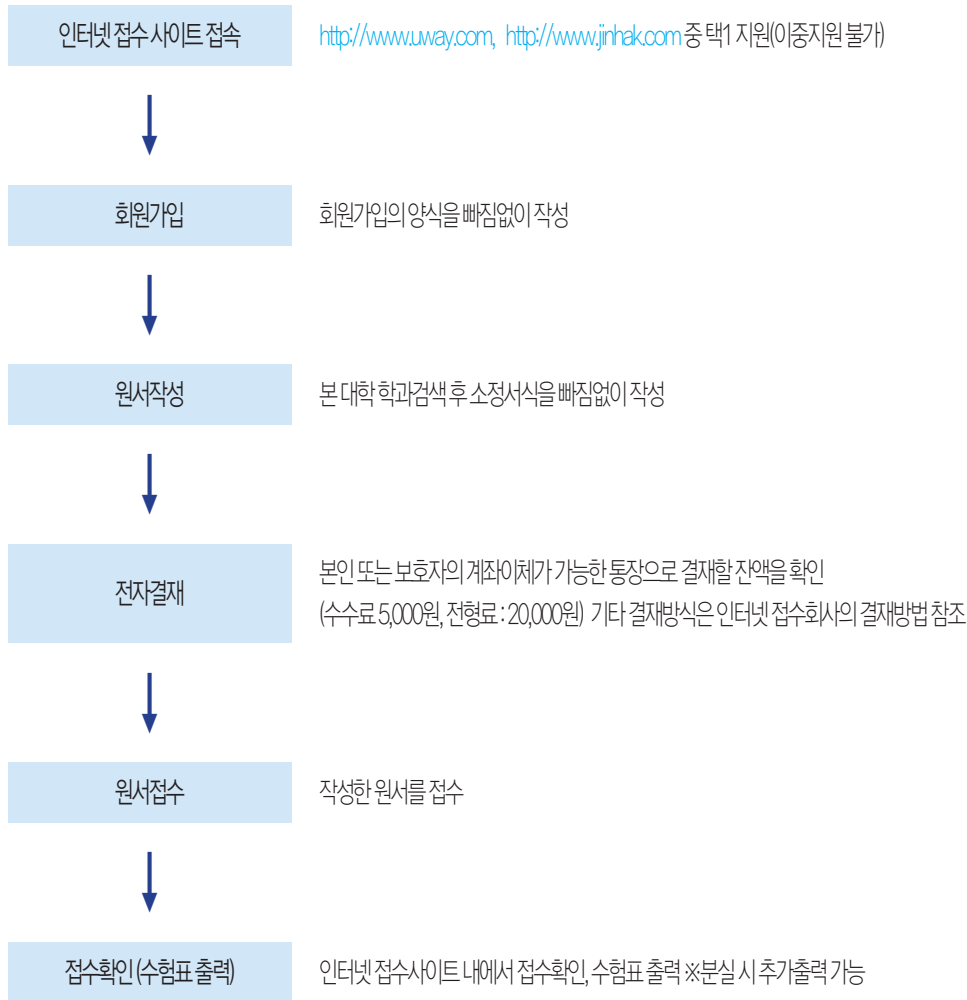 인터넷 접수 사이트 접속
http://www.uway.com, http://www.jinhak.com 중 택1 지원(이중지원 불가)
회원가입
회원가입의 양식을 빠짐없이 작성
원서작성
본 대학 학과검색 후 소정서식을 빠짐없이 작성
전자결재
본인 또는 보호자의 계좌이체가 가능한 통장으로 결재할 잔액을 확인
(수수료 5,000원, 전형료 : 20,000원) 기타 결재방식은 인터넷 접수회사의 결재방법 참조
원서접수
작성한 원서를 접수
접수확인 (수험표 출력)
인터넷 접수사이트 내에서 접수확인, 수험표 출력 ※분실 시 추가출력 가능